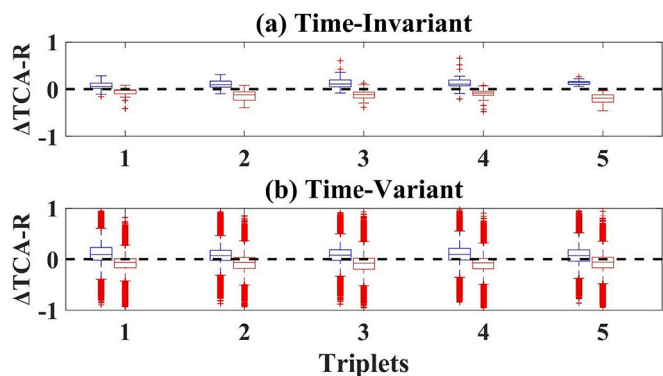 (a) Time-Invariant
1
0
-1
ΔTCA-R
1 2 3 4 5
(b) Time-Variant
1
0
-1
ΔTCA-R
1 2 3 4 5
Triplets